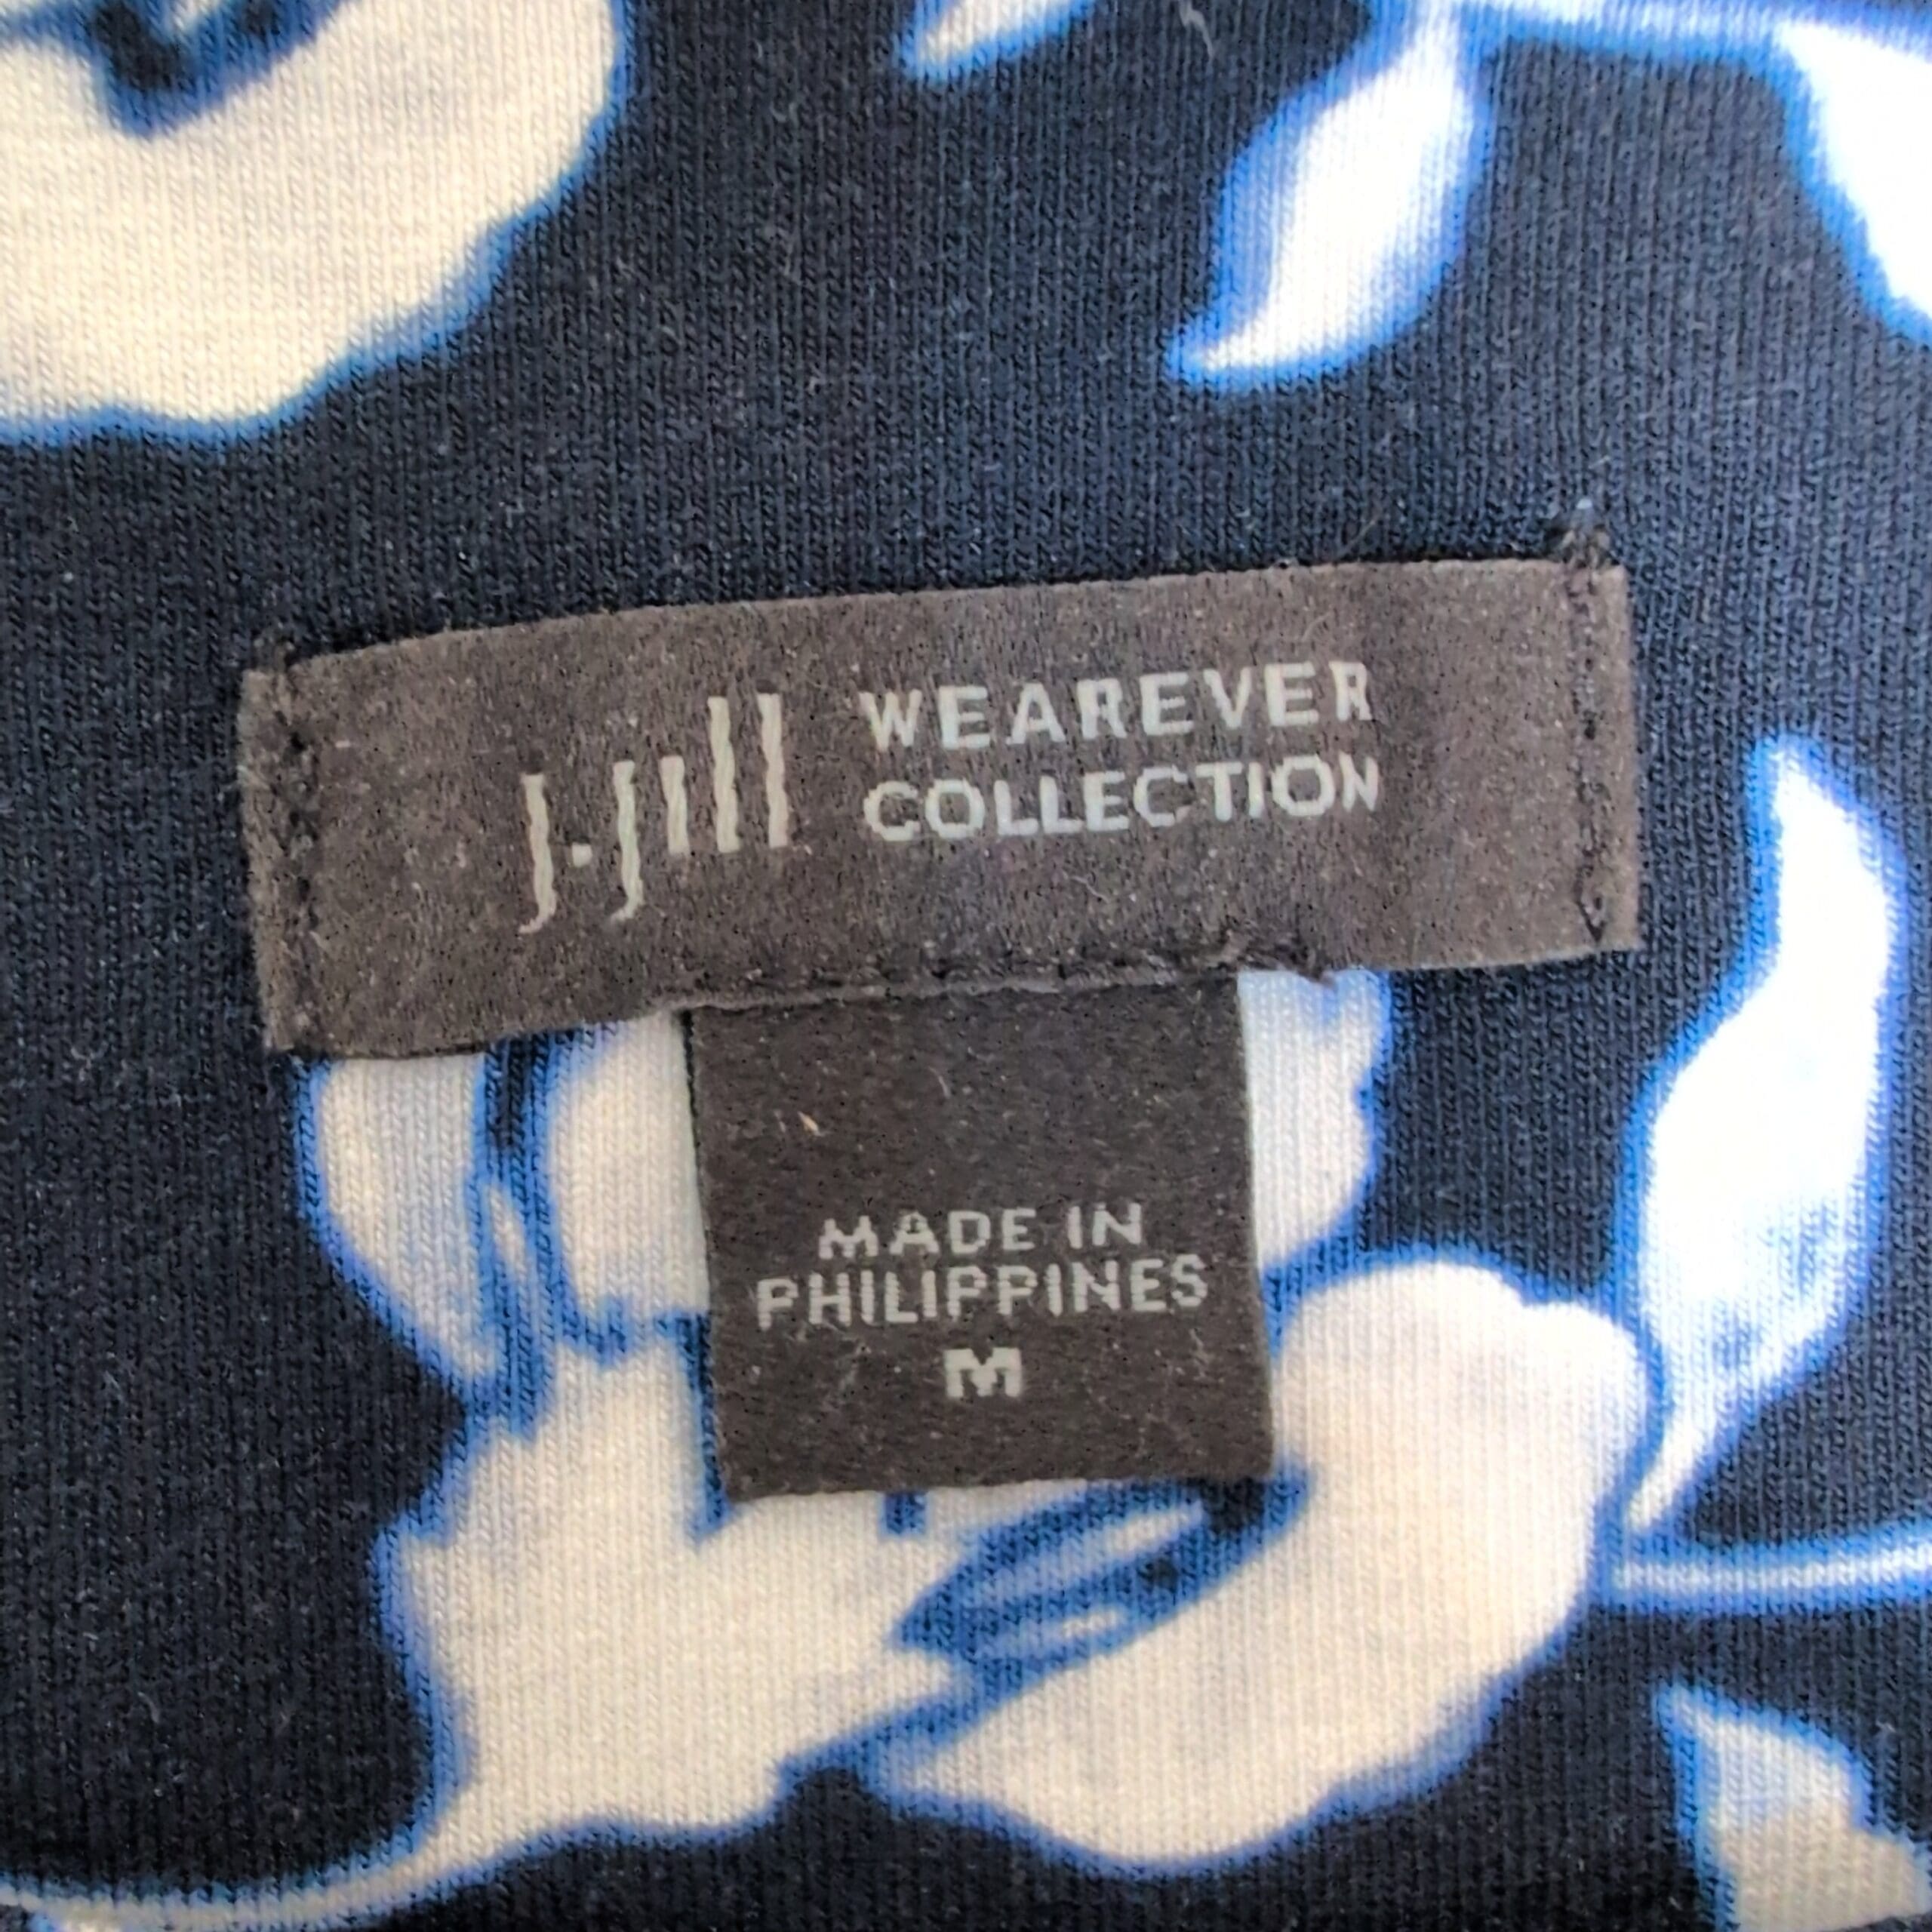 J.Jill WEAREVER
COLLECTION
MADE IN
PHILIPPINES
M